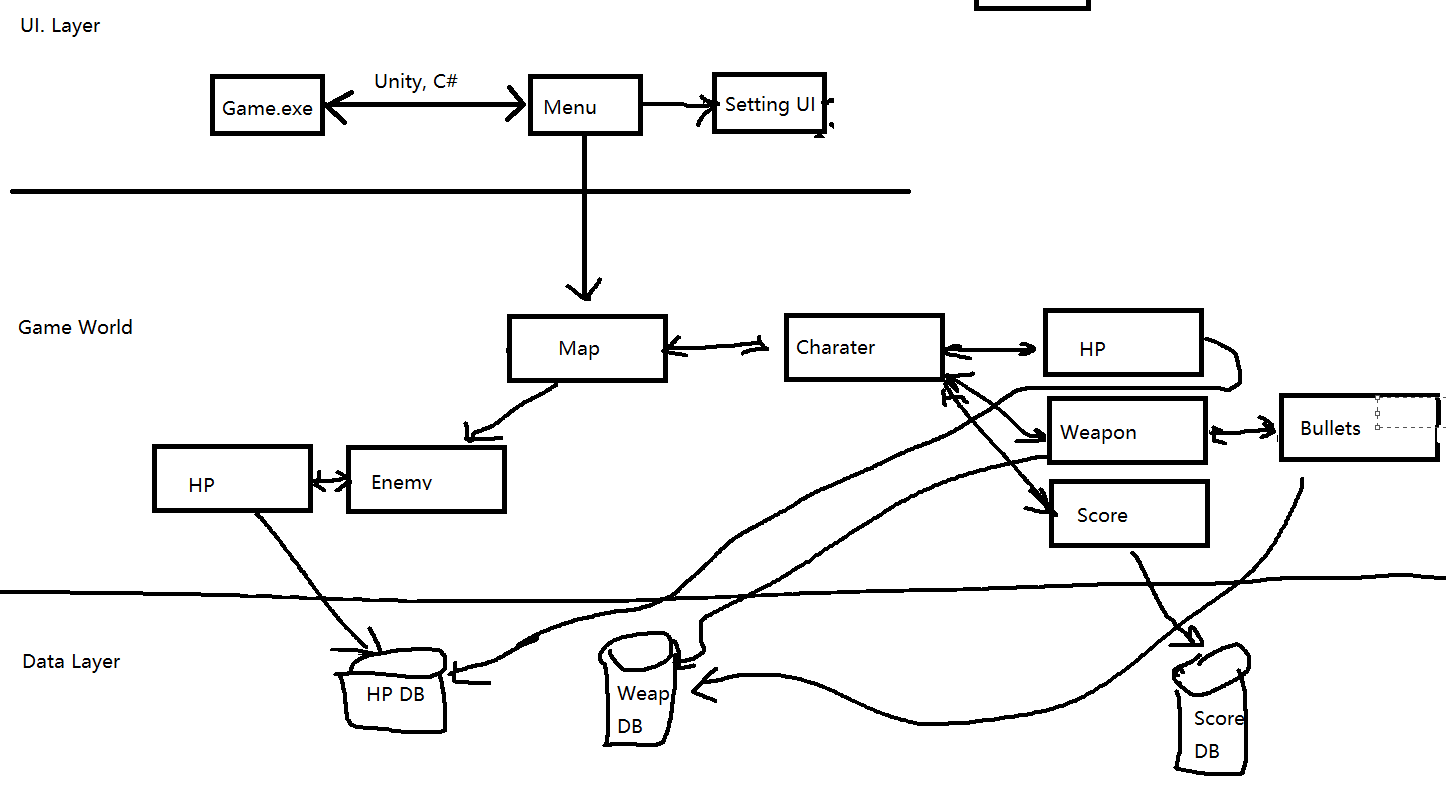 UI. Layer
Unity, C#
Game.exe
Menu
Setting UI
Game World
Map
Charater
HP
Weapon
Bullets
HP
Enemv
Score
Data Layer
HP DB
Weap
DB
Score
DB